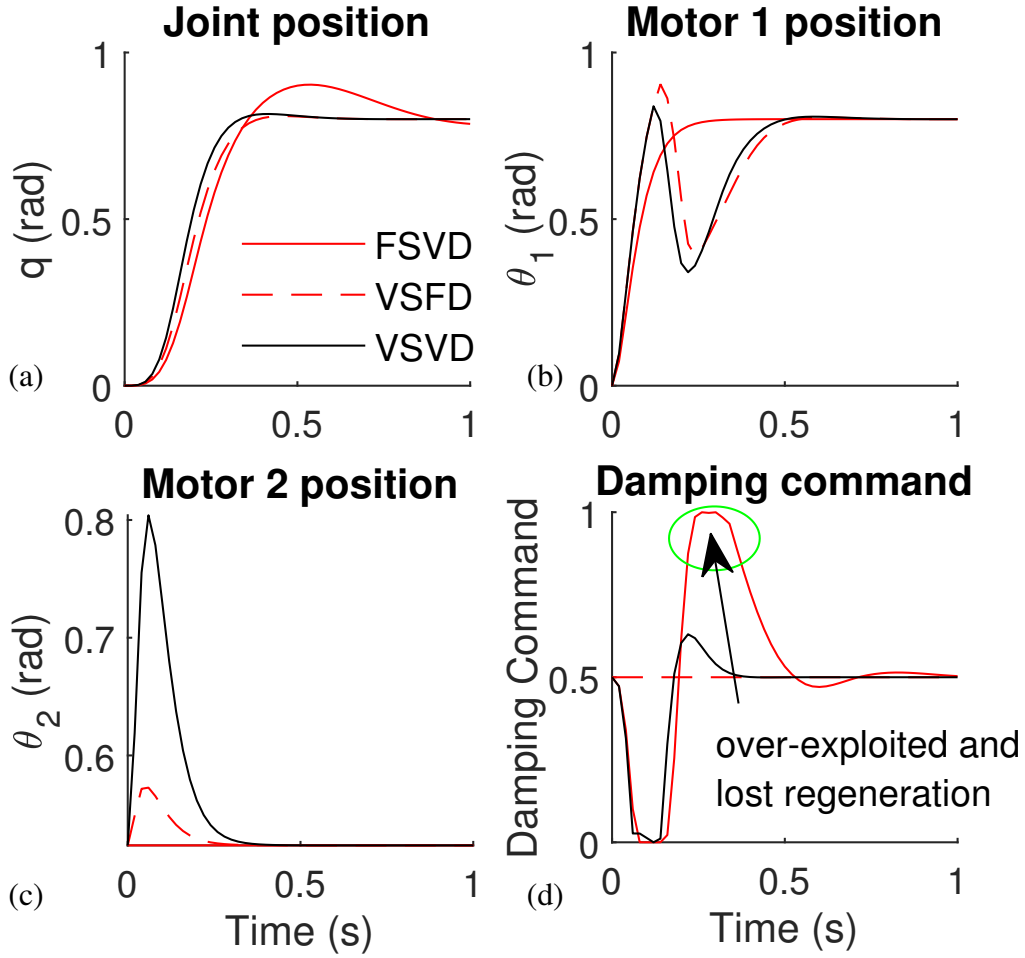 Joint position
1
0.5
0
q (rad)
FSVD
VSFD
VSVD
(a)
0
0.5
1
Motor 1 position
1
0.5
0
θ_1 (rad)
(b)
0
0.5
1
Motor 2 position
0.8
0.7
0.6
θ_2 (rad)
(c)
0
0.5
1
Time (s)
Damping command
1
0.5
0
Damping Command
over-exploited and
lost regeneration
(d)
0
0.5
1
Time (s)